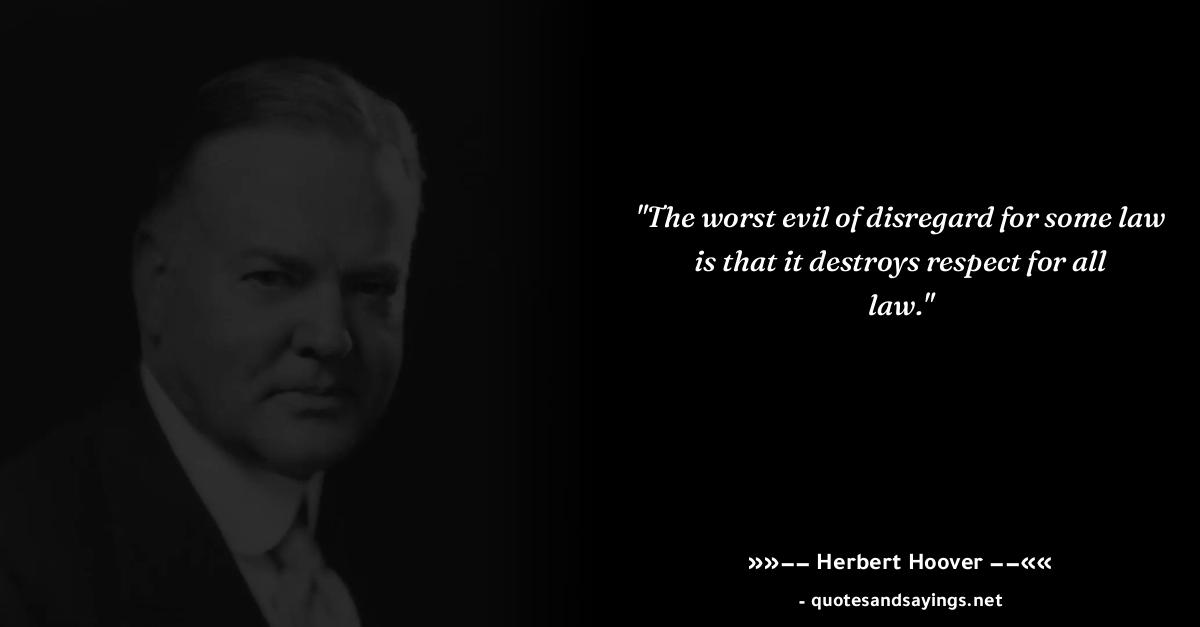 "The worst evil of disregard for some law
is that it destroys respect for all
law."
»»-- Herbert Hoover --««
- quotesandsayings.net